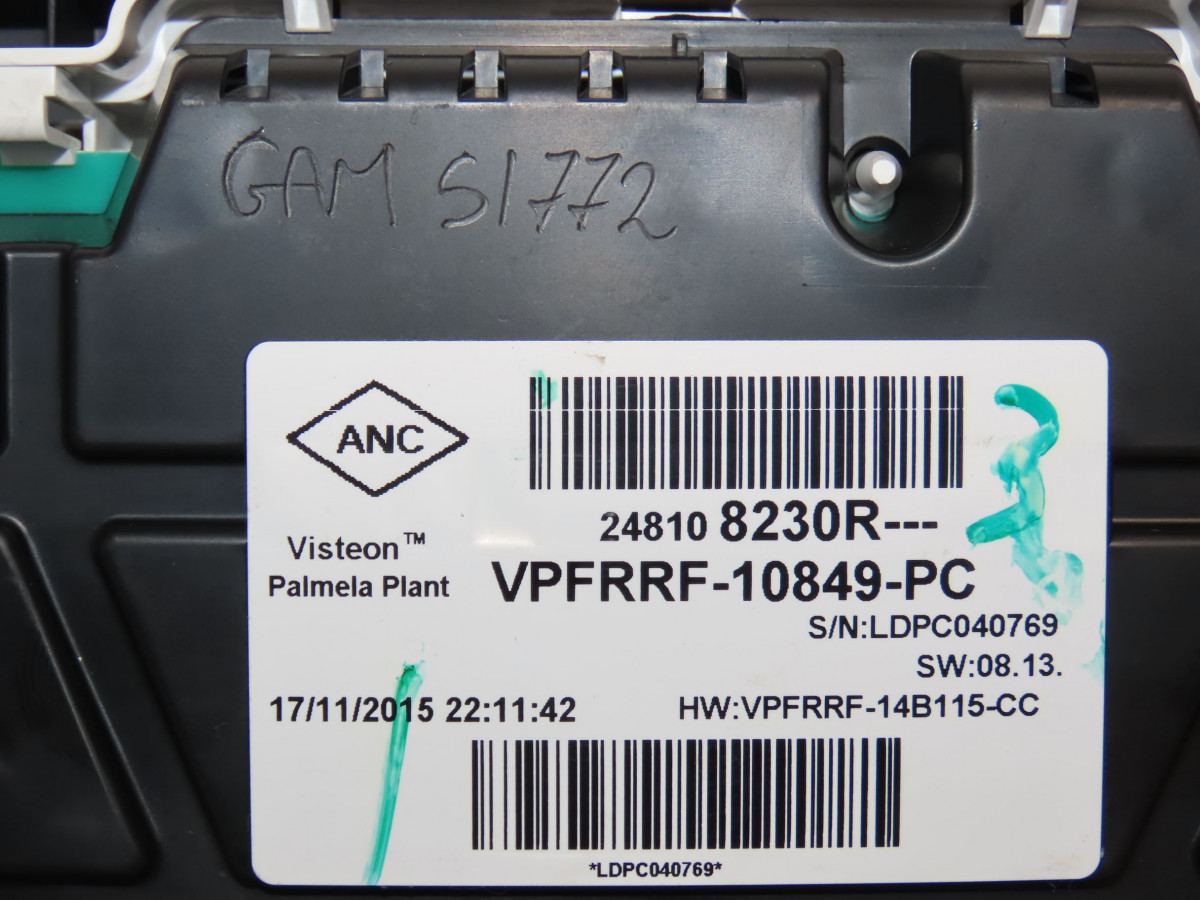 GAM S1772
ANC
Visteon™
Palmela Plant
24810 8230R---
VPFRRF-10849-PC
S/N:LDPC040769
SW:08.13.
17/11/2015 22:11:42
HW:VPFRRF-14B115-CC
*LDPC040769*